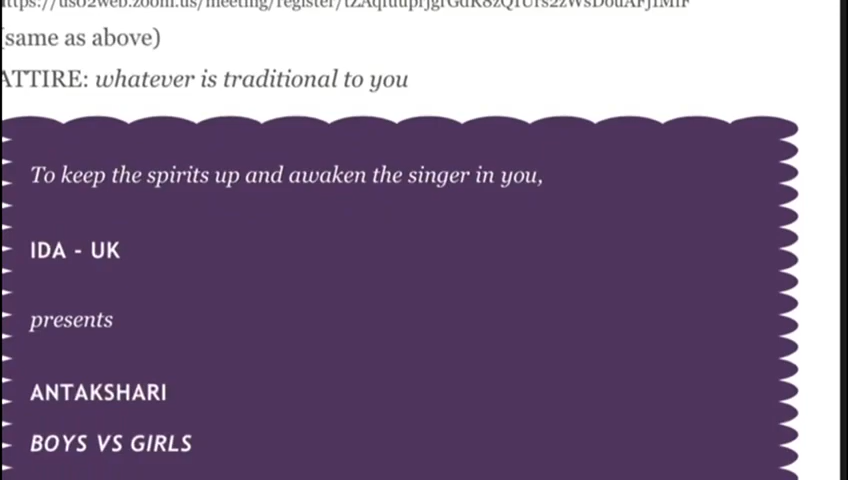 (same as above)
ATTIRE: whatever is traditional to you
To keep the spirits up and awaken the singer in you,
IDA - UK
presents
ANTAKSHARI
BOYS VS GIRLS